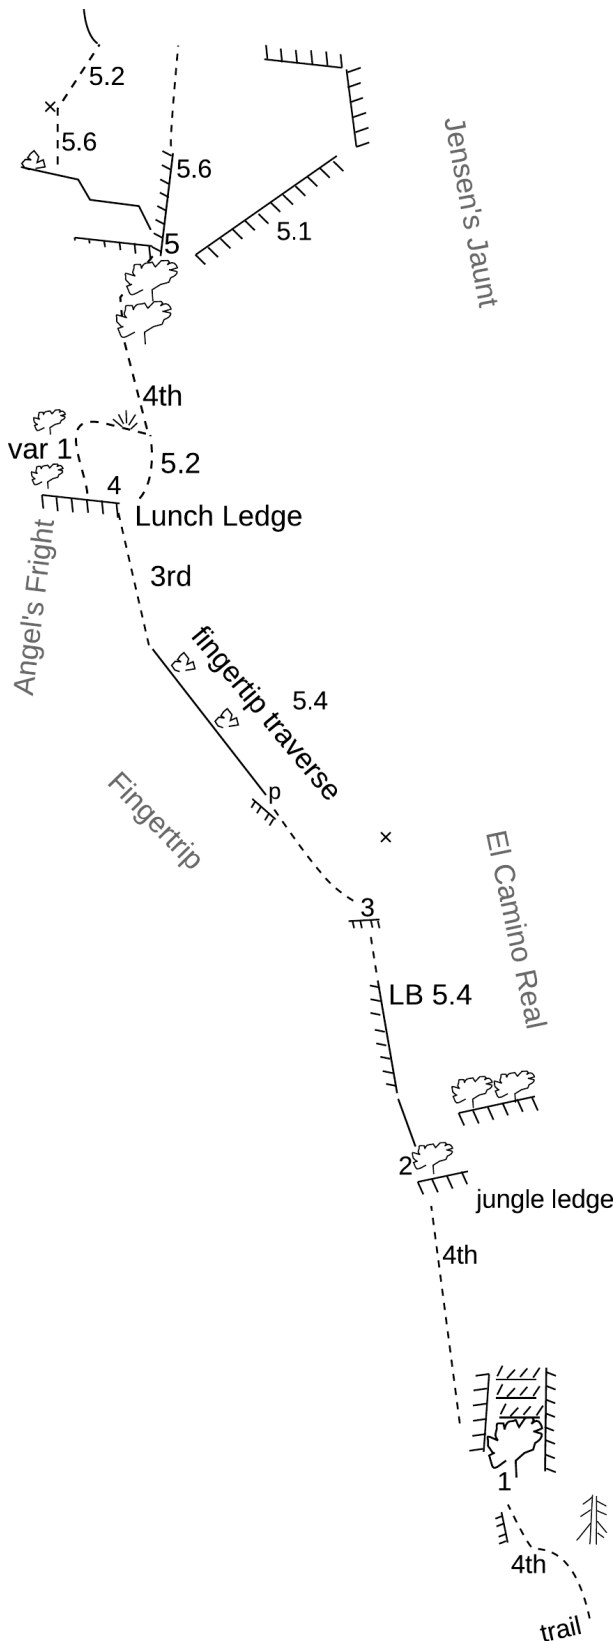 5.2
5.6
5.6
5.1
Jensen's Jaunt
5
4th
var 1
5.2
4
Lunch Ledge
Angel's Fright
3rd
fingertip traverse
5.4
Fingertrip
p
3
El Camino Real
LB 5.4
2
jungle ledge
4th
1
4th
trail